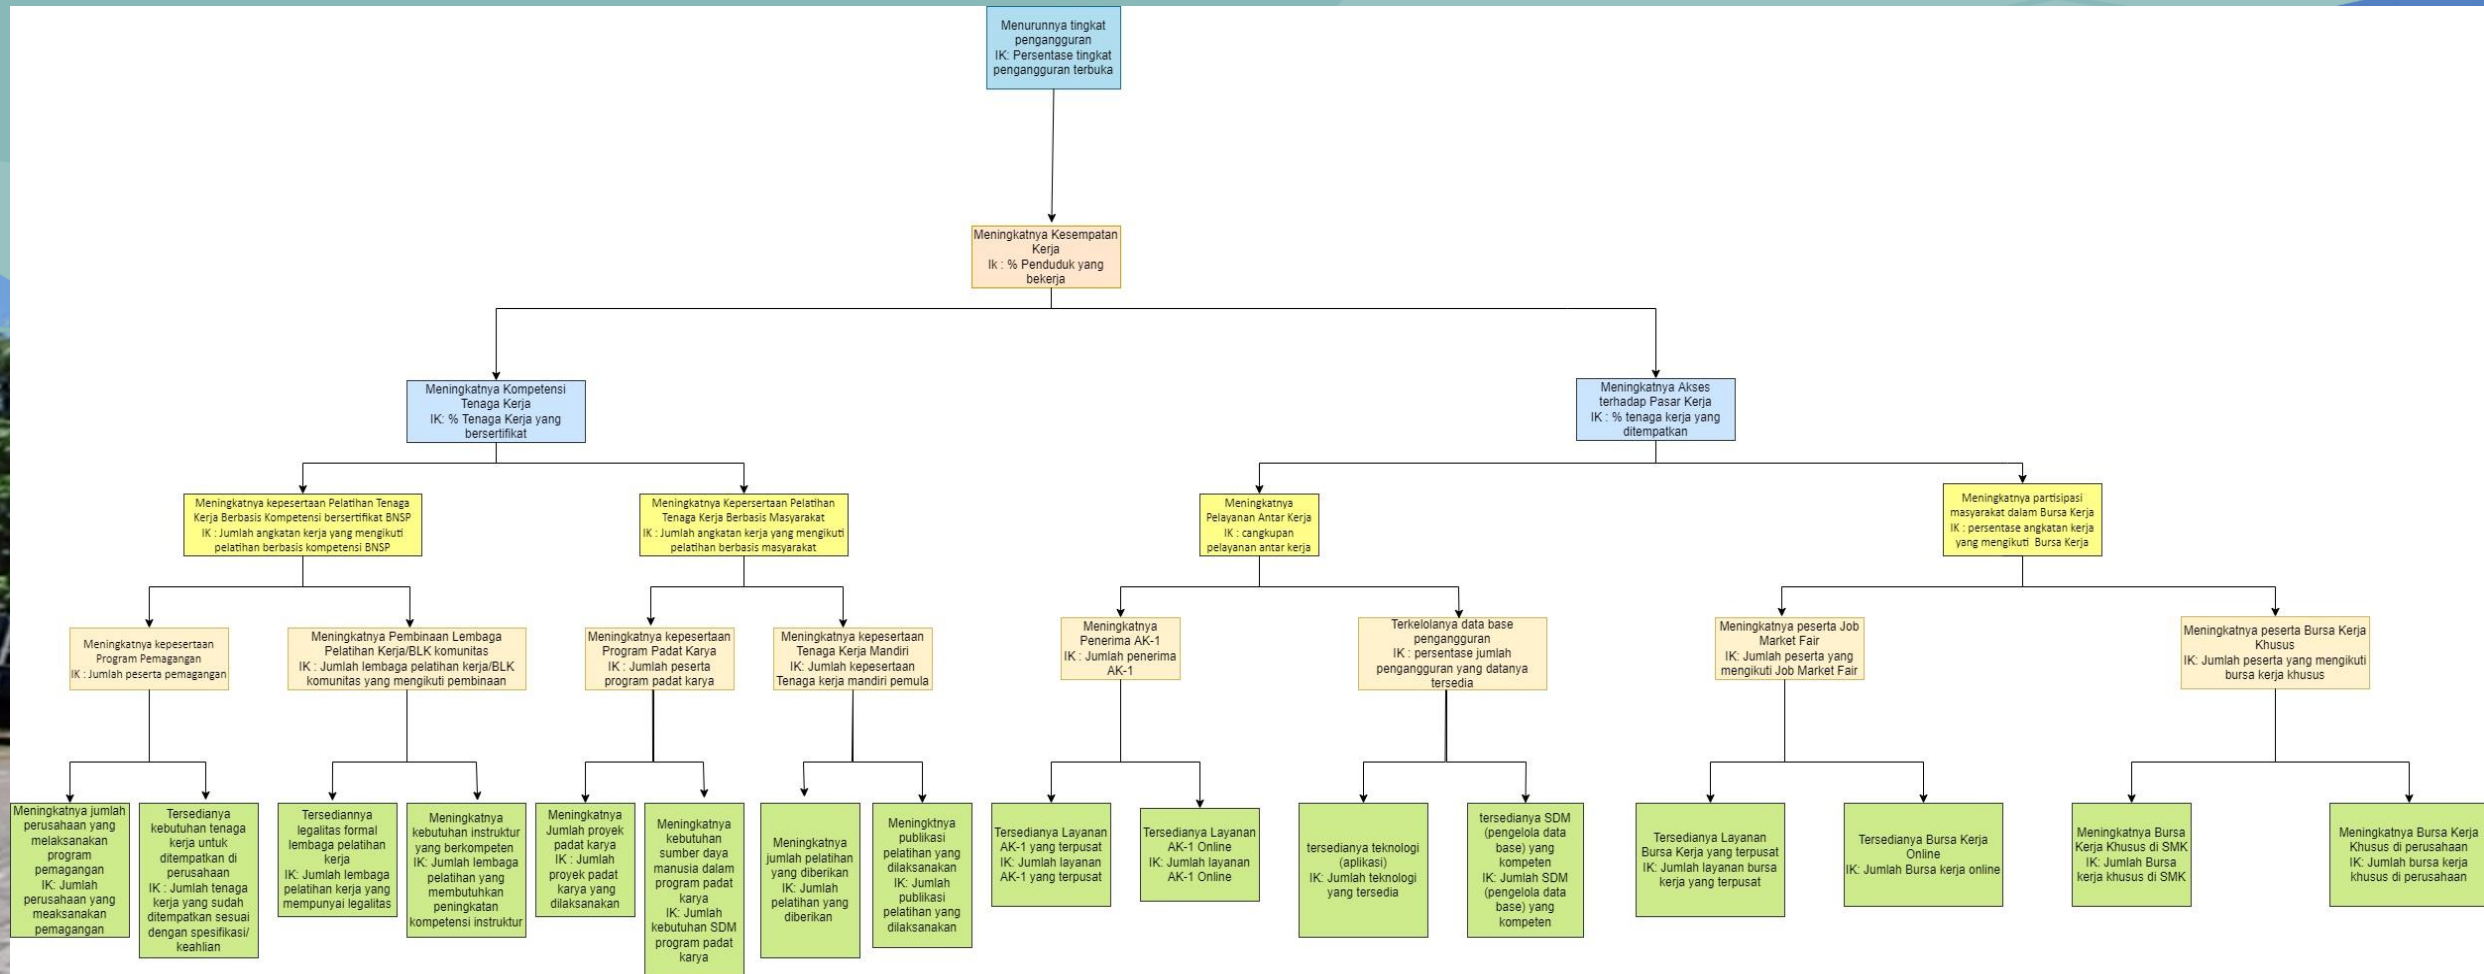 Menurunnya tingkat
pengangguran
IK: Persentase tingkat
pengangguran terbuka
Meningkatnya Kesempatan
Kerja
Ik : % Penduduk yang
bekerja
Meningkatnya Kompetensi
Tenaga Kerja
IK: % Tenaga Kerja yang
bersertifikat
Meningkatnya Akses
terhadap Pasar Kerja
IK : % tenaga kerja yang
ditempatkan
Meningkatnya kepesertaan Pelatihan Tenaga
Kerja Berbasis Kompetensi bersertifikat BNSP
IK : Jumlah angkatan kerja yang mengikuti
pelatihan berbasis kompetensi BNSP
Meningkatnya Kepersertaan Pelatihan
Tenaga Kerja Berbasis Masyarakat
IK : Jumlah angkatan kerja yang mengikuti
pelatihan berbasis masyarakat
Meningkatnya
Pelayanan Antar Kerja
IK : cangkupan
pelayanan antar kerja
Meningkatnya partisipasi
masyarakat dalam Bursa Kerja
IK : persentase angkatan kerja
yang mengikuti Bursa Kerja
Meningkatnya kepesertaan
Program Pemagangan
IK : Jumlah peserta pemagangan
Meningkatnya Pembinaan Lembaga
Pelatihan Kerja/BLK komunitas
IK : Jumlah lembaga pelatihan kerja/BLK
komunitas yang mengikuti pembinaan
Meningkatnya kepesertaan
Program Padat Karya
IK : Jumlah peserta
program padat karya
Meningkatnya kepesertaan
Tenaga Kerja Mandiri
IK: Jumlah kepesertaan
Tenaga kerja mandiri pemula
Meningkatnya
Penerima AK-1
IK : Jumlah penerima
AK-1
Terkelolanya data base
pengangguran
IK : persentase jumlah
pengangguran yang datanya
tersedia
Meningkatnya peserta Job
Market Fair
IK: Jumlah peserta yang
mengikuti Job Market Fair
Meningkatnya peserta Bursa Kerja
Khusus
IK: Jumlah peserta yang mengikuti
bursa kerja khusus
Meningkatnya jumlah
perusahaan yang
melaksanakan
program
pemagangan
IK: Jumlah
perusahaan yang
meaksanakan
pemagangan
Tersedianya
kebutuhan tenaga
kerja untuk
ditempatkan di
perusahaan
IK : Jumlah tenaga
kerja yang sudah
ditempatkan sesuai
dengan spesifikasi/
keahlian
Tersediannya
legalitas formal
lembaga pelatihan
kerja
IK: Jumlah lembaga
pelatihan kerja yang
mempunyai legalitas
Meningkatnya
kebutuhan instruktur
yang berkompeten
IK: Jumlah lembaga
pelatihan yang
membutuhkan
peningkatan
kompetensi instruktur
Meningkatnya
Jumlah proyek
padat karya
IK : Jumlah
proyek padat
karya yang
dilaksanakan
Meningkatnya
kebutuhan
sumber daya
manusia dalam
program padat
karya
IK: Jumlah
kebutuhan SDM
program padat
karya
Meningkatnya
jumlah pelatihan
yang diberikan
IK: Jumlah
pelatihan yang
diberikan
Meningktnya
publikasi
pelatihan yang
dilaksanakan
IK: Jumlah
publikasi
pelatihan yang
dilaksanakan
Tersedianya Layanan
AK-1 yang terpusat
IK: Jumlah layanan
AK-1 yang terpusat
Tersedianya Layanan
AK-1 Online
IK: Jumlah layanan
AK-1 Online
tersedianya teknologi
(aplikasi)
IK: Jumlah teknologi
yang tersedia
tersedianya SDM
(pengelola data
base) yang
kompeten
IK: Jumlah SDM
(pengelola data
base) yang
kompeten
Tersedianya Layanan
Bursa Kerja yang terpusat
IK: Jumlah layanan bursa
kerja yang terpusat
Tersedianya Bursa Kerja
Online
IK: Jumlah Bursa kerja online
Meningkatnya Bursa
Kerja Khusus di SMK
IK: Jumlah Bursa
kerja khusus di SMK
Meningkatnya Bursa Kerja
Khusus di perusahaan
IK: Jumlah bursa kerja
khusus di perusahaan